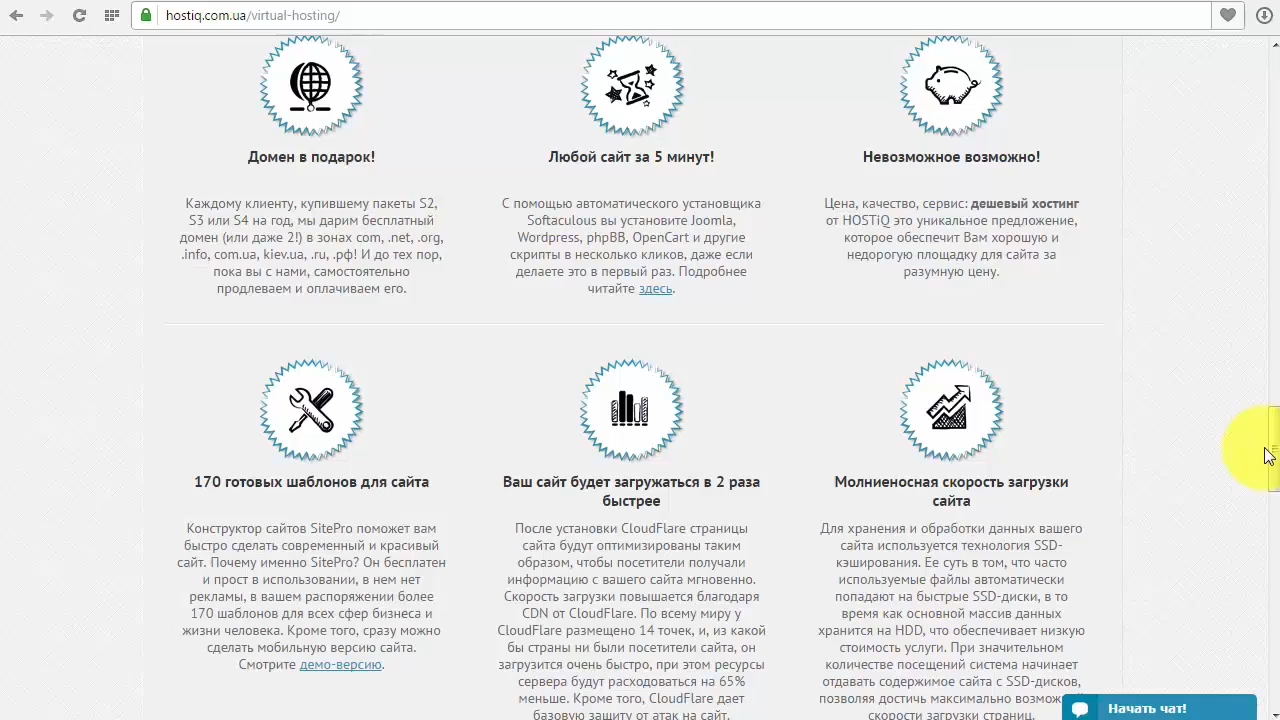 hostiq.com.ua/virtual-hosting/
Домен в подарок!
Каждому клиенту, купившему пакеты S2,
S3 или S4 на год, мы дарим бесплатный
домен (или даже 2!) в зонах com, .net, .org,
.info, com.ua, kiev.ua, .ru, .рф! И до тех пор,
пока вы с нами, самостоятельно
продлеваем и оплачиваем его.
Любой сайт за 5 минут!
С помощью автоматического установщика
Softaculous вы установите Joomla,
Wordpress, phpBB, OpenCart и другие
скрипты в несколько кликов, даже если
делаете это в первый раз. Подробнее
читайте здесь.
Невозможное возможно!
Цена, качество, сервис: дешевый хостинг
от HOSTiQ это уникальное предложение,
которое обеспечит Вам хорошую и
недорогую площадку для сайта за
разумную цену.
170 готовых шаблонов для сайта
Конструктор сайтов SitePro поможет вам
быстро сделать современный и красивый
сайт. Почему именно SitePro? Он бесплатен
и прост в использовании, в нем нет
рекламы, в вашем распоряжении более
170 шаблонов для всех сфер бизнеса и
жизни человека. Кроме того, сразу можно
сделать мобильную версию сайта.
Смотрите демо-версию.
Ваш сайт будет загружаться в 2 раза
быстрее
После установки CloudFlare страницы
сайта будут оптимизированы таким
образом, чтобы посетители получали
информацию с вашего сайта мгновенно.
Скорость загрузки повышается благодаря
CDN от CloudFlare. По всему миру у
CloudFlare размещено 14 точек, и, из какой
бы страны ни были посетители сайта, он
загрузится очень быстро, при этом ресурсы
сервера будут расходоваться на 65%
меньше. Кроме того, CloudFlare дает
базовую защиту от атак на сайт.
Молниеносная скорость загрузки
сайта
Для хранения и обработки данных вашего
сайта используется технология SSD-
кэширования. Ее суть в том, что часто
используемые файлы автоматически
попадают на быстрые SSD-диски, в то
время как основной массив данных
хранится на HDD, что обеспечивает низкую
стоимость услуги. При значительном
количестве посещений система начинает
отдавать содержимое сайта с SSD-дисков,
позволяя достичь максимально
скорости загрузки страниц.
Начать чат!